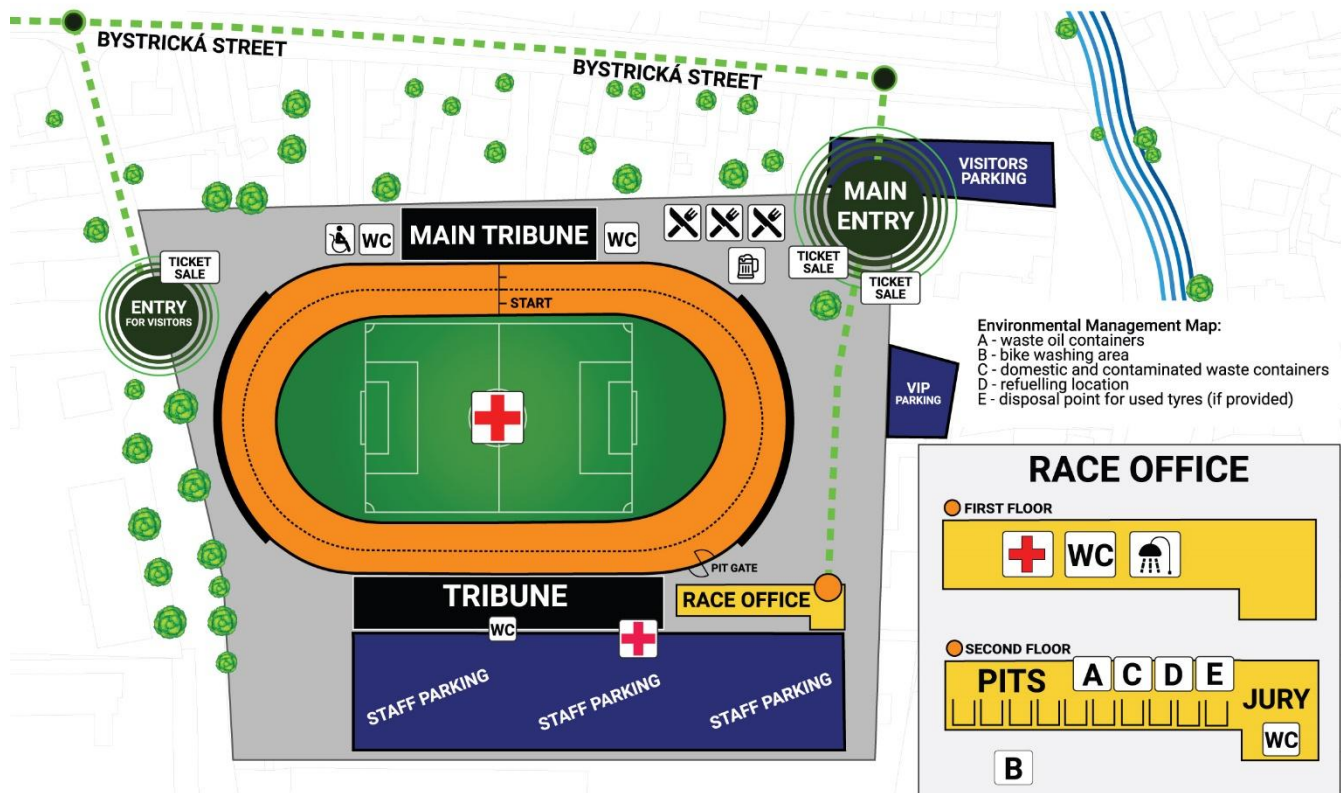 BYSTRICKÁ STREET
BYSTRICKÁ STREET
VISITORS
PARKING
MAIN
ENTRY
WC
MAIN TRIBUNE
WC
TICKET
SALE
TICKET
SALE
TICKET
SALE
ENTRY
FOR VISITORS
START
Environmental Management Map:
A - waste oil containers
B - bike washing area
C - domestic and contaminated waste containers
D - refuelling location
E - disposal point for used tyres (if provided)
VIP
PARKING
PIT GATE
TRIBUNE
RACE OFFICE
WC
STAFF PARKING
STAFF PARKING
STAFF PARKING
RACE OFFICE
FIRST FLOOR
WC
SECOND FLOOR
PITS
A C D E
JURY
WC
B